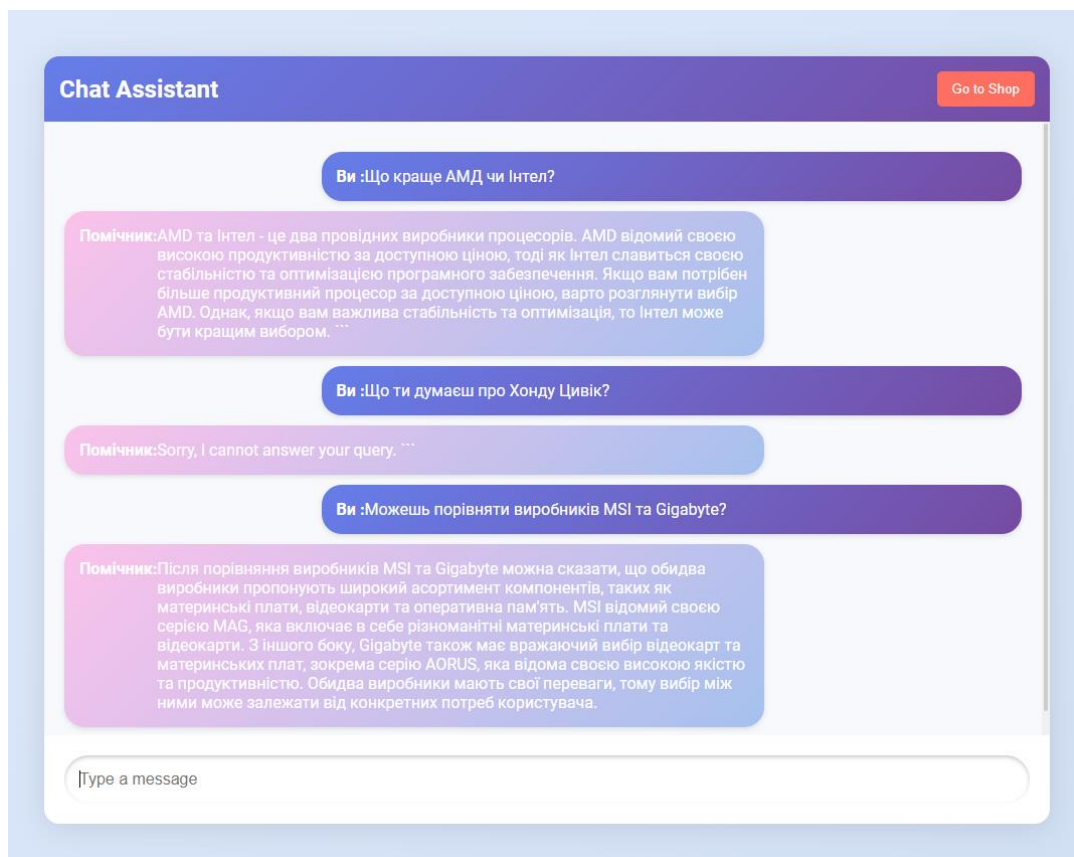 Chat Assistant
Go to Shop
Ви :Що краще АМД чи Інтел?
Помічник:AMD та Інтел - це два провідних виробники процесорів. AMD відомий своєю
високою продуктивністю за доступною ціною, тоді як Інтел славиться своєю
стабільністю та оптимізацією програмного забезпечення. Якщо вам потрібен
більше продуктивний процесор за доступною ціною, варто розглянути вибір
AMD. Однак, якщо вам важлива стабільність та оптимізація, то Інтел може
бути кращим вибором. ```
Ви :Що ти думаєш про Хонду Цивік?
Помічник:Sorry, I cannot answer your query. ```
Ви :Можешь порівняти виробників MSI та Gigabyte?
Помічник:Після порівняння виробників MSI та Gigabyte можна сказати, що обидва
виробники пропонують широкий асортимент компонентів, таких як
материнські плати, відеокарти та оперативна пам'ять. MSI відомий своєю
серією MAG, яка включає в себе різноманітні материнські плати та
відеокарти. З іншого боку, Gigabyte також має вражаючий вибір відеокарт та
материнських плат, зокрема серію AORUS, яка відома своєю високою якістю
та продуктивністю. Обидва виробники мають свої переваги, тому вибір між
ними може залежати від конкретних потреб користувача.
Type a message